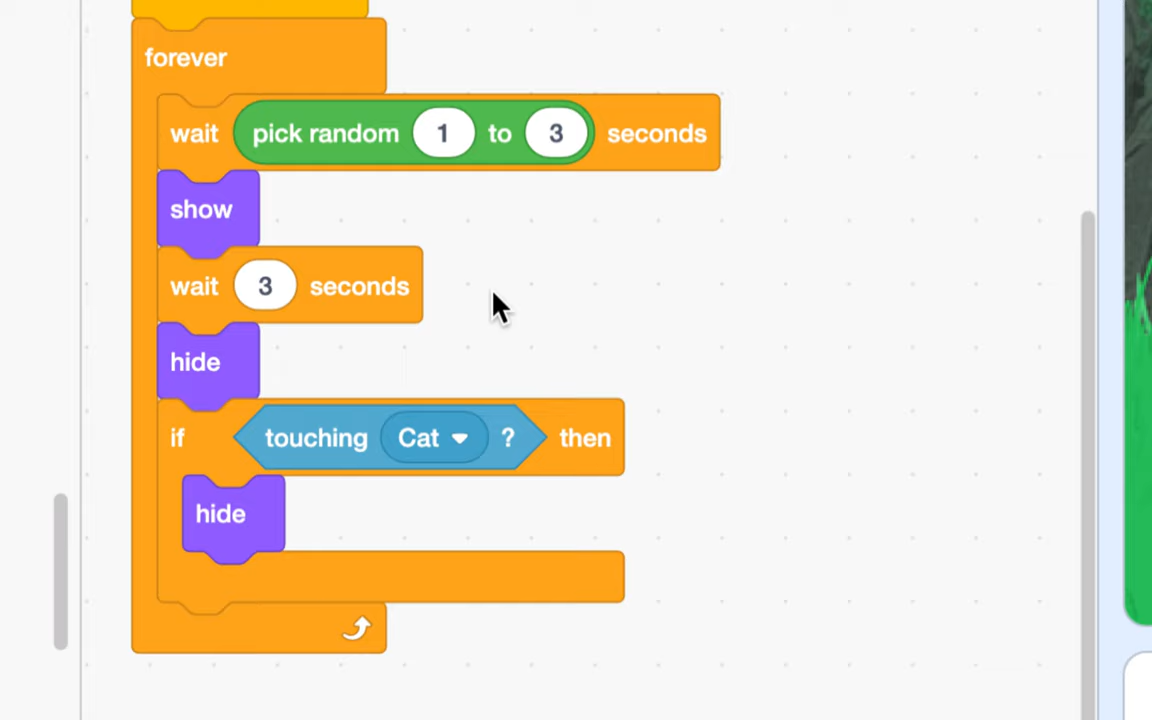 forever
wait pick random 1 to 3 seconds
show
wait 3 seconds
hide
if touching Cat ? then
hide